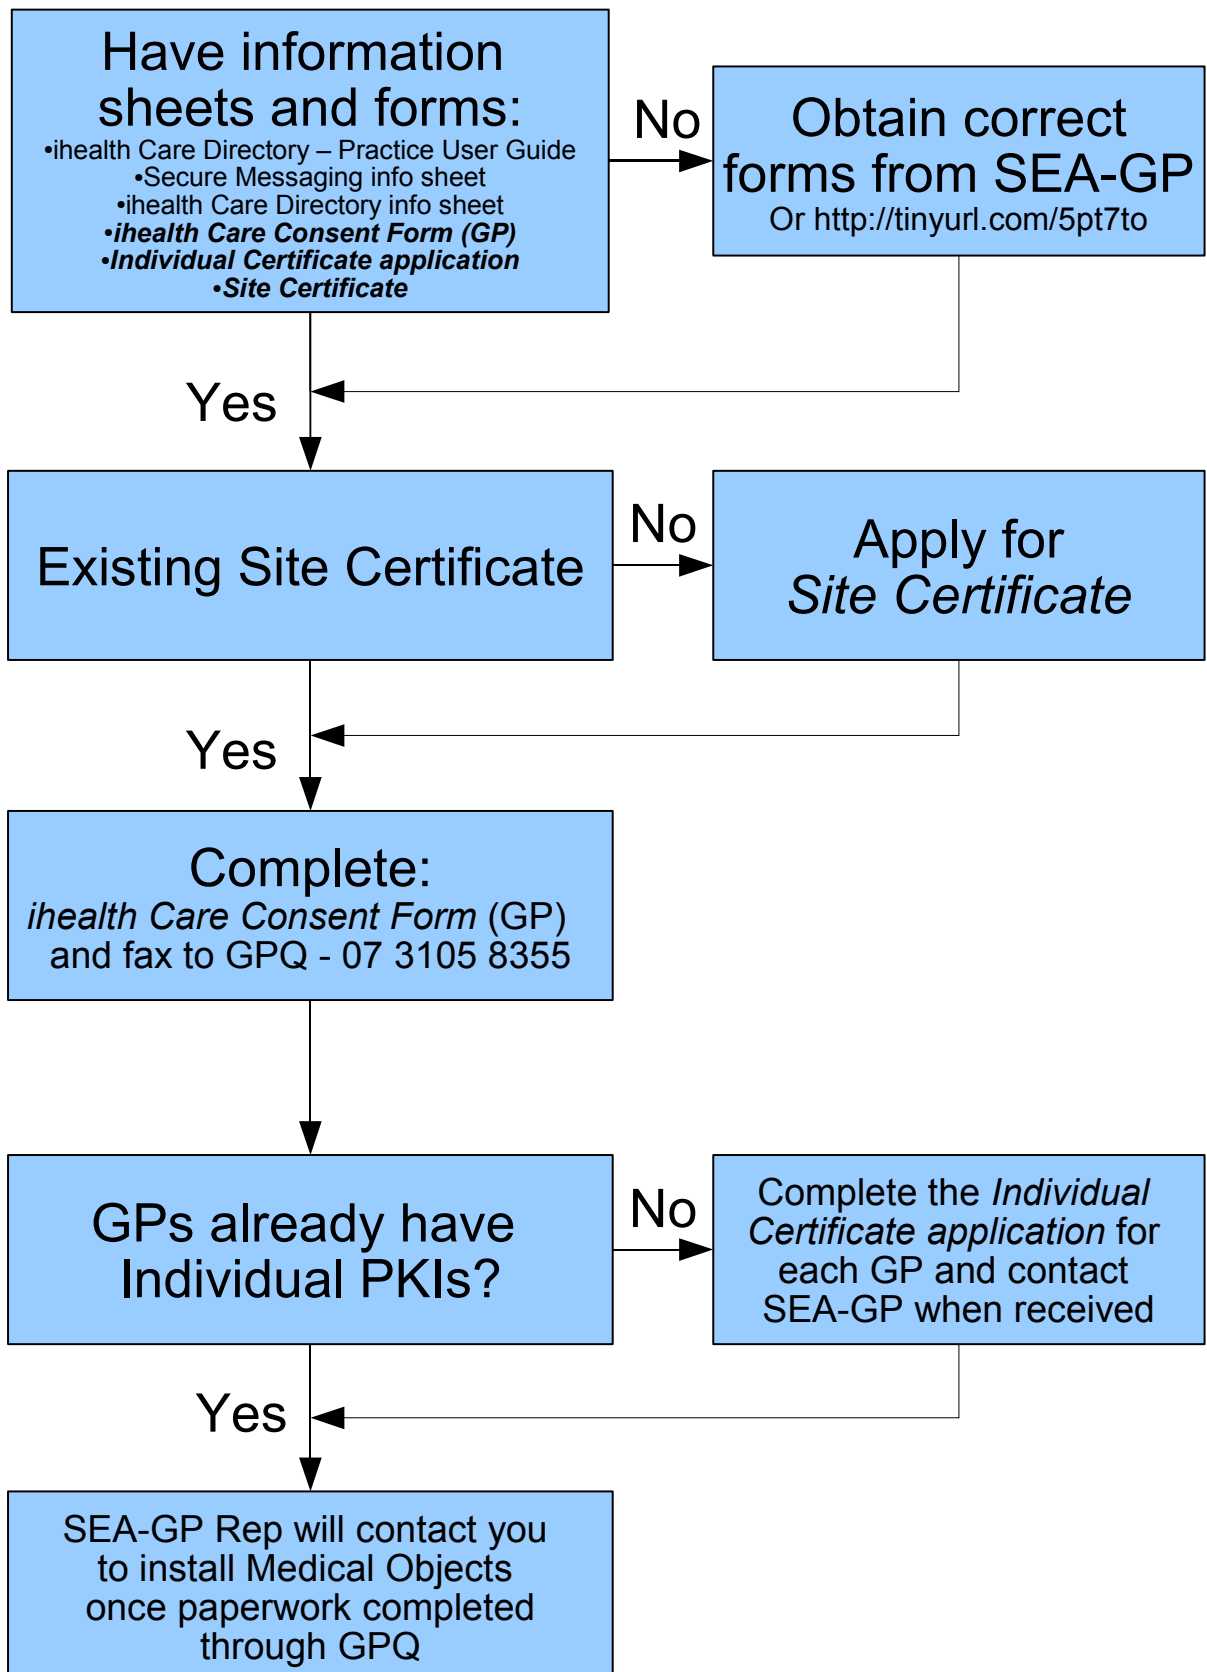 Have information
sheets and forms:
•ihealth Care Directory – Practice User Guide
•Secure Messaging info sheet
•ihealth Care Directory info sheet
•ihealth Care Consent Form (GP)
•Individual Certificate application
•Site Certificate
No
Obtain correct
forms from SEA-GP
Or http://tinyurl.com/5pt7to
Yes
Existing Site Certificate
No
Apply for
Site Certificate
Yes
Complete:
ihealth Care Consent Form (GP)
and fax to GPQ - 07 3105 8355
GPs already have
Individual PKIs?
No
Complete the Individual
Certificate application for
each GP and contact
SEA-GP when received
Yes
SEA-GP Rep will contact you
to install Medical Objects
once paperwork completed
through GPQ